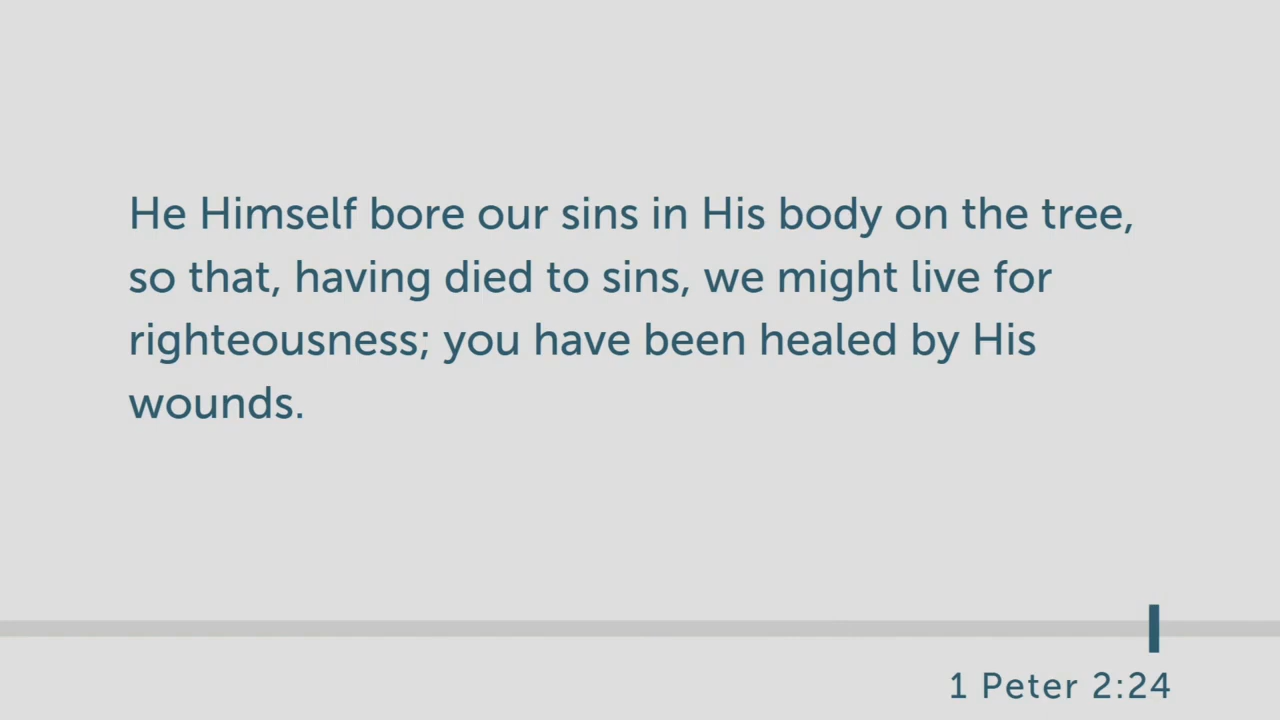 He Himself bore our sins in His body on the tree,
so that, having died to sins, we might live for
righteousness; you have been healed by His
wounds.
1 Peter 2:24